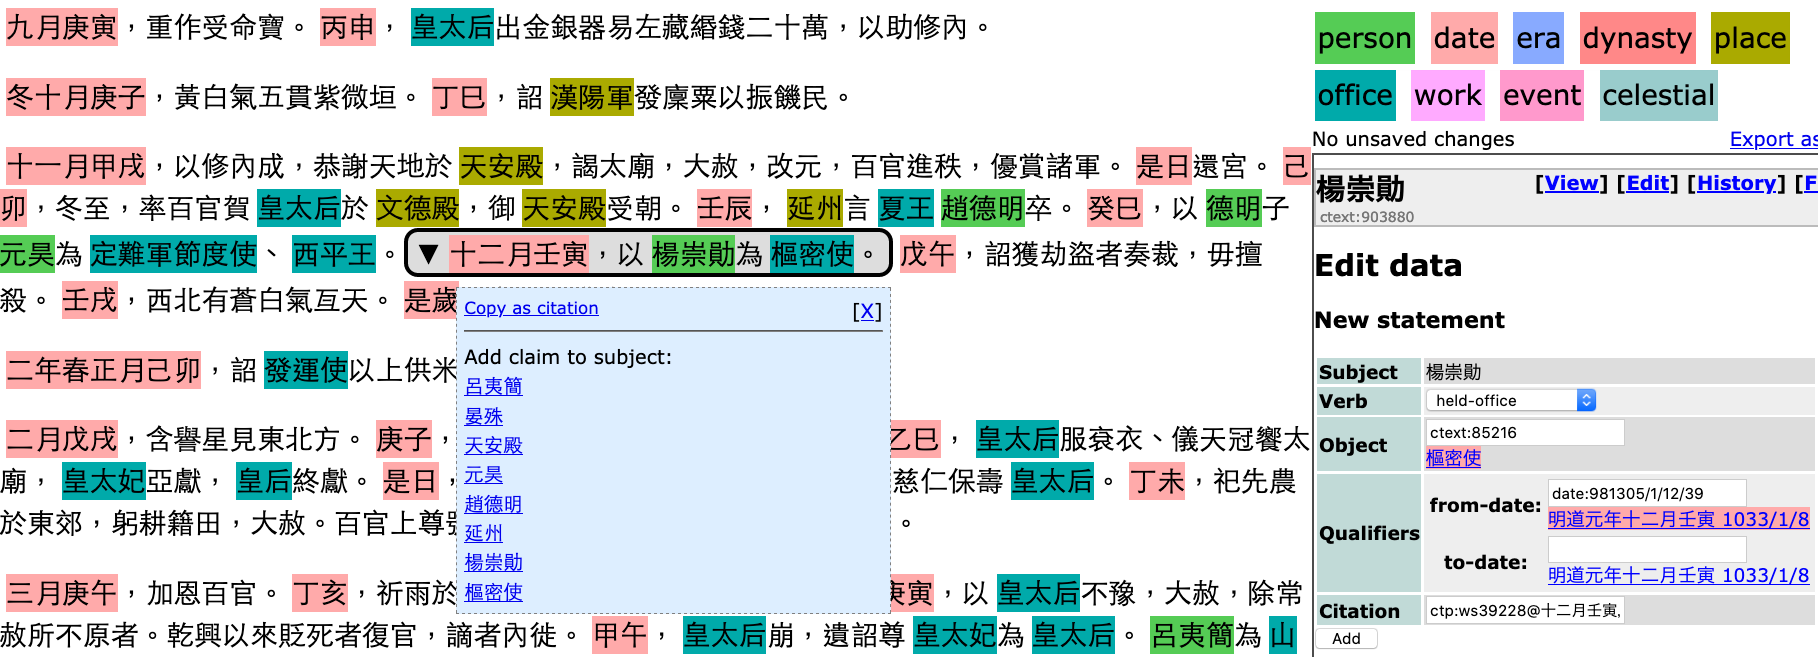 九月庚寅，重作受命寶。 丙申， 皇太后出金銀器易左藏緡錢二十萬，以助修內。
冬十月庚子，黃白氣五貫紫微垣。 丁巳，詔 漢陽軍發廩粟以振饑民。
十一月甲戌，以修內成，恭謝天地於 天安殿，謁太廟，大赦，改元，百官進秩，優賞諸軍。 是日還宮。 己
卯，冬至，率百官賀 皇太后於 文德殿，御 天安殿受朝。 壬辰， 延州言 夏王 趙德明卒。 癸巳，以 德明子
元昊為 定難軍節度使、 西平王。 ▼ 十二月壬寅，以 楊崇勛為 樞密使。 戊午，詔獲劫盜者奏裁，毋擅
殺。 壬戌，西北有蒼白氣亙天。 是歲
二年春正月己卯，詔 發運使以上供米
二月戊戌，含譽星見東北方。 庚子， 乙巳， 皇太后服袞衣、儀天冠饗太
廟， 皇太妃亞獻， 皇后終獻。 是日， 慈仁保壽 皇太后。 丁未，祀先農
於東郊，躬耕籍田，大赦。百官上尊 。
三月庚午，加恩百官。 丁亥，祈雨於 庚寅，以 皇太后不豫，大赦，除常
赦所不原者。乾興以來貶死者復官，謫者內徙。 甲午， 皇太后崩，遺誥尊 皇太妃為 皇太后。 呂夷簡為 山
Copy as citation [X]
Add claim to subject:
呂夷簡
晏殊
天安殿
元昊
趙德明
延州
楊崇勛
樞密使
person date era dynasty place
office work event celestial
No unsaved changes Export as
楊崇勛 [View] [Edit] [History] [F
ctext:903880
Edit data
New statement
Subject 楊崇勛
Verb held-office
Object ctext:85216
樞密使
Qualifiers from-date: date:981305/1/12/39
明道元年十二月壬寅 1033/1/8
to-date:
明道元年十二月壬寅 1033/1/8
Citation ctp:ws39228@十二月壬寅,
Add